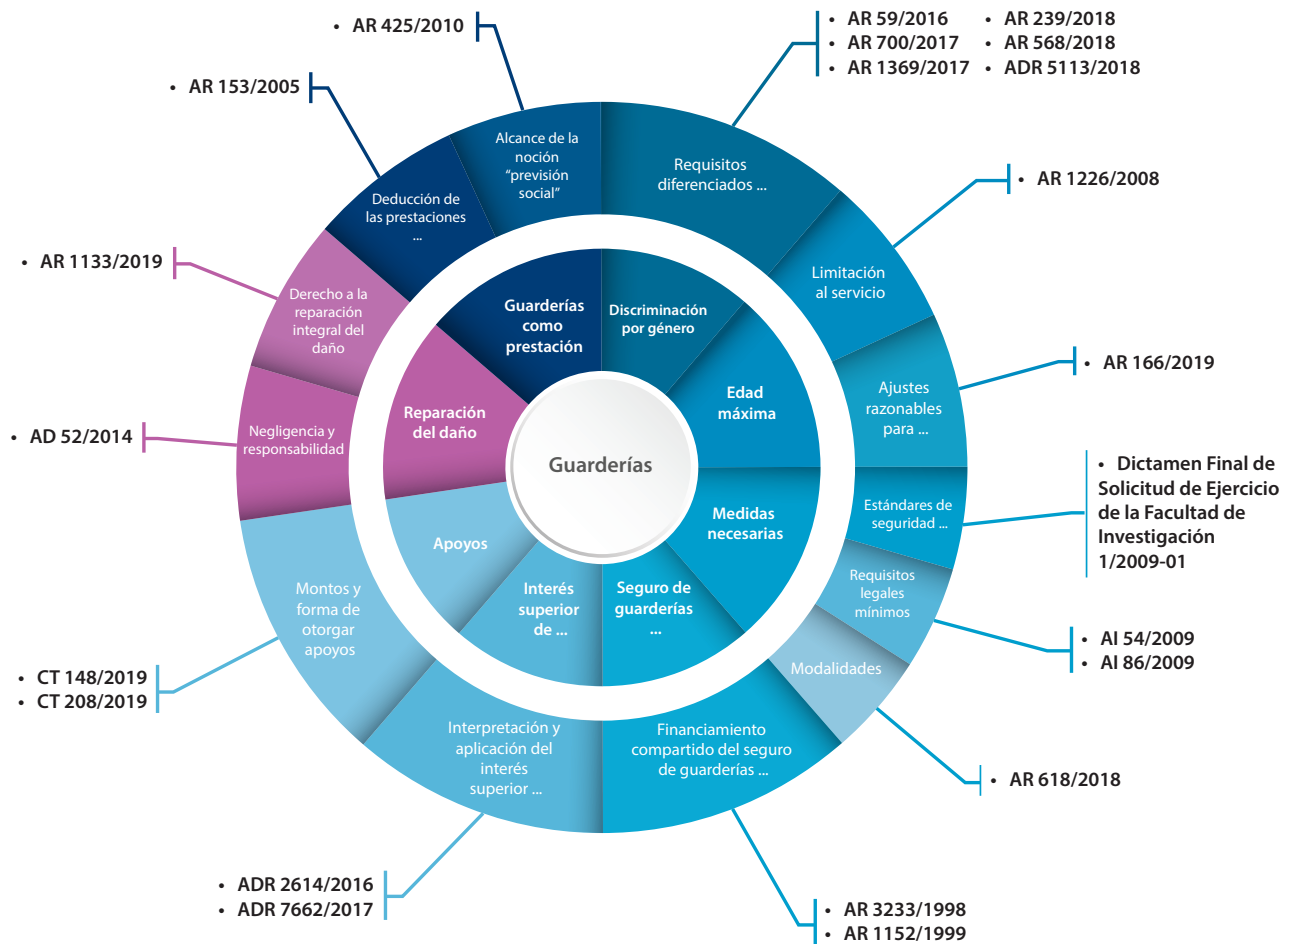 • AR 425/2010
• AR 59/2016
• AR 700/2017
• AR 1369/2017
• AR 239/2018
• AR 568/2018
• ADR 5113/2018
• AR 153/2005
• AR 1226/2008
• AR 1133/2019
• AR 166/2019
• AD 52/2014
• Dictamen Final de
Solicitud de Ejercicio
de la Facultad de
Investigación
1/2009-01
• AI 54/2009
• AI 86/2009
• CT 148/2019
• CT 208/2019
• AR 618/2018
• ADR 2614/2016
• ADR 7662/2017
• AR 3233/1998
• AR 1152/1999
Alcance de la
noción
“previsión
social”
Requisitos
diferenciados ...
Limitación
al servicio
Ajustes
razonables
para ...
Estándares de
seguridad ...
Requisitos
legales
mínimos
Modalidades
Financiamiento
compartido del seguro
de guarderías ...
Interpretación y
aplicación del
interés
superior ...
Montos y
forma de
otorgar
apoyos
Negligencia y
responsabilidad
Derecho a la
reparación
integral del
daño
Deducción de
las prestaciones
...
Guarderías
como
prestación
Discriminación
por género
Edad
máxima
Medidas
necesarias
Seguro de
guarderías
...
Interés
superior
de ...
Apoyos
Reparación
del daño
Guarderías